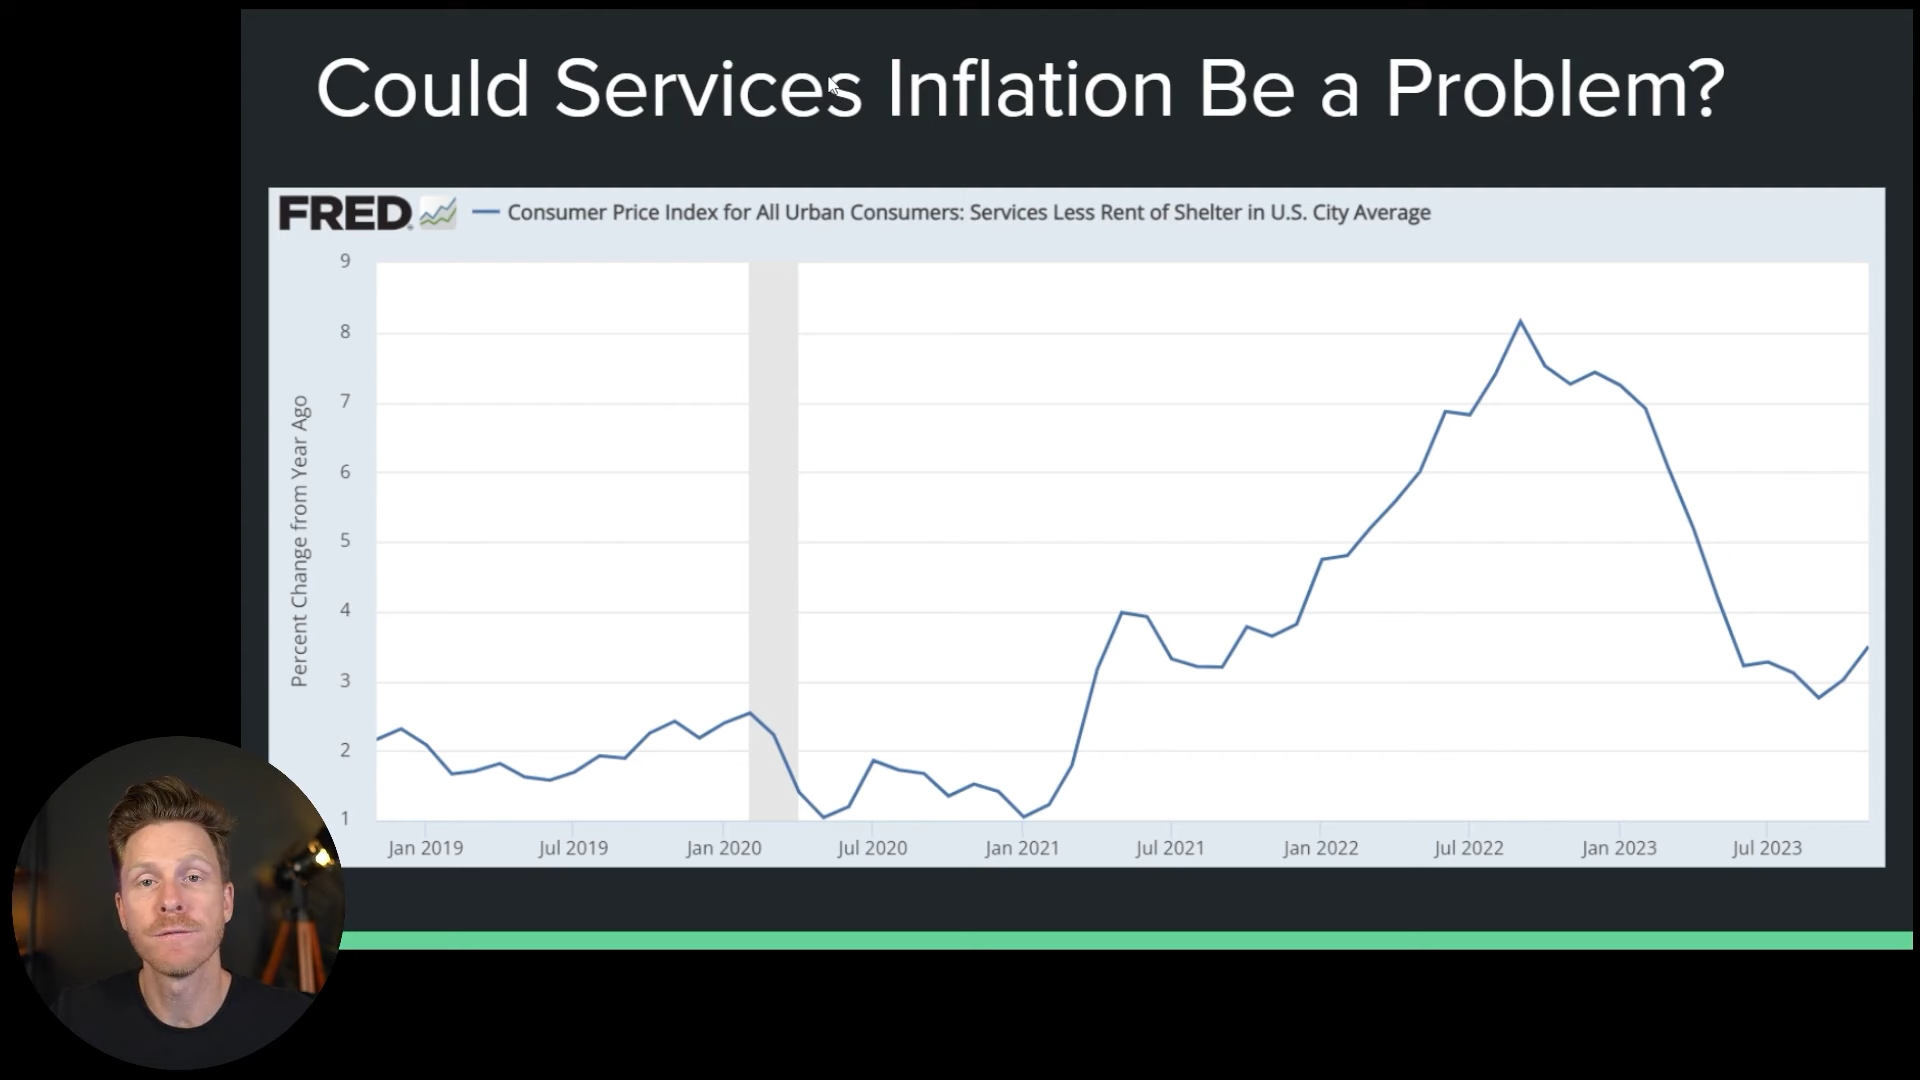 Could Services Inflation Be a Problem?
FRED
Consumer Price Index for All Urban Consumers: Services Less Rent of Shelter in U.S. City Average
Percent Change from Year Ago
9
8
7
6
5
4
3
2
1
Jan 2019
Jul 2019
Jan 2020
Jul 2020
Jan 2021
Jul 2021
Jan 2022
Jul 2022
Jan 2023
Jul 2023